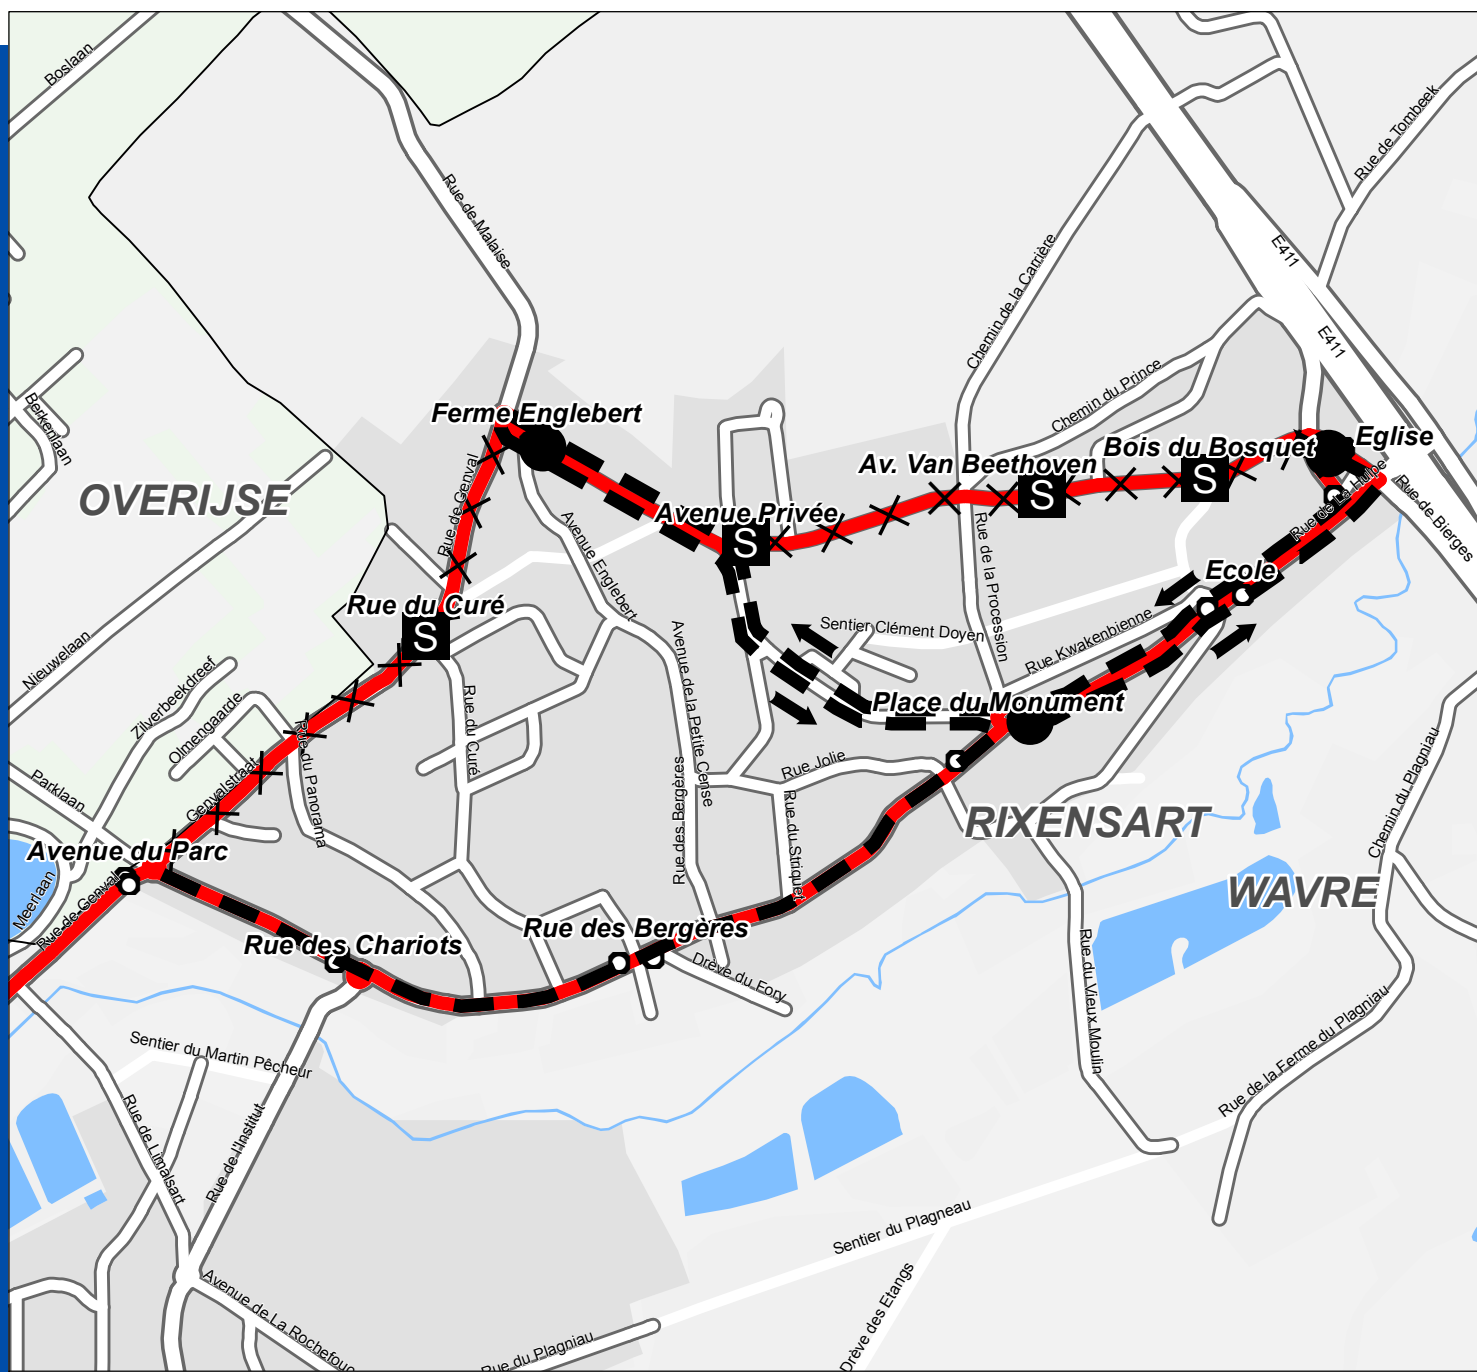 Boslaan
Rue de Malaise
Rue de Tombeek
E411
Chemin de la Carrière
E411
Berkenlaan
Chemin du Prince
Ferme Englebert
Eglise
Bois du Bosquet
Av. Van Beethoven
Rue de Genval
S
S
OVERIJSE
Avenue Privée
S
Rue de La Hulpe
Rue de Bierges
Avenue Englebert
Rue de la Procession
Ecole
Rue du Curé
S
Sentier Clément Doyen
Rue Kwakenbienne
Nieuwelaan
Zilverbeekdreef
Olmengaarde
Rue du Curé
Avenue de la Petite Cense
Place du Monument
Rue du Panorama
Parklaan
Genvalstraat
Rue Jolie
Rue des Bergères
Rue du Striquet
RIXENSART
Chemin du Plagniau
Avenue du Parc
Meerlaan
Rue de Genval
WAVRE
Rue des Chariots
Rue des Bergères
Drève du Fory
Rue du Vieux Moulin
Sentier du Martin Pêcheur
Rue de la Ferme du Plagniau
Rue de Limalsart
Rue de l'Institut
Sentier du Plagneau
Avenue de La Rochefouc
Rue du Plagniau
Drève des Etangs